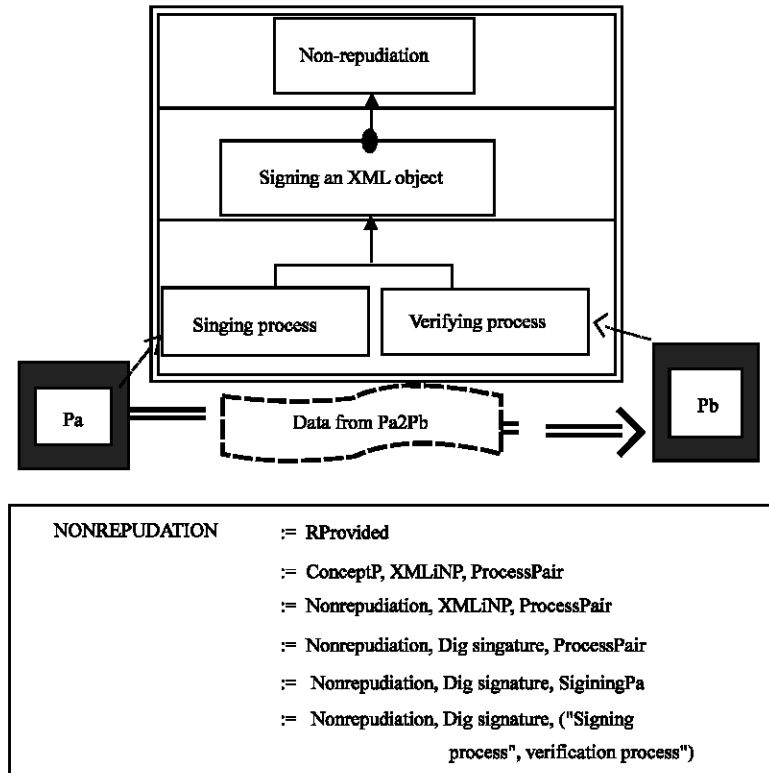 Non-repudiation
Signing an XML object
Singing process
Verifying process
Pa
Data from Pa2Pb
Pb
NONREPUDATION := RProvided
:= ConceptP, XMLiNP, ProcessPair
:= Nonrepudiation, XMLiNP, ProcessPair
:= Nonrepudiation, Dig singature, ProcessPair
:= Nonrepudiation, Dig signature, SiginingPa
:= Nonrepudiation, Dig signature, ("Signing
process", verification process")